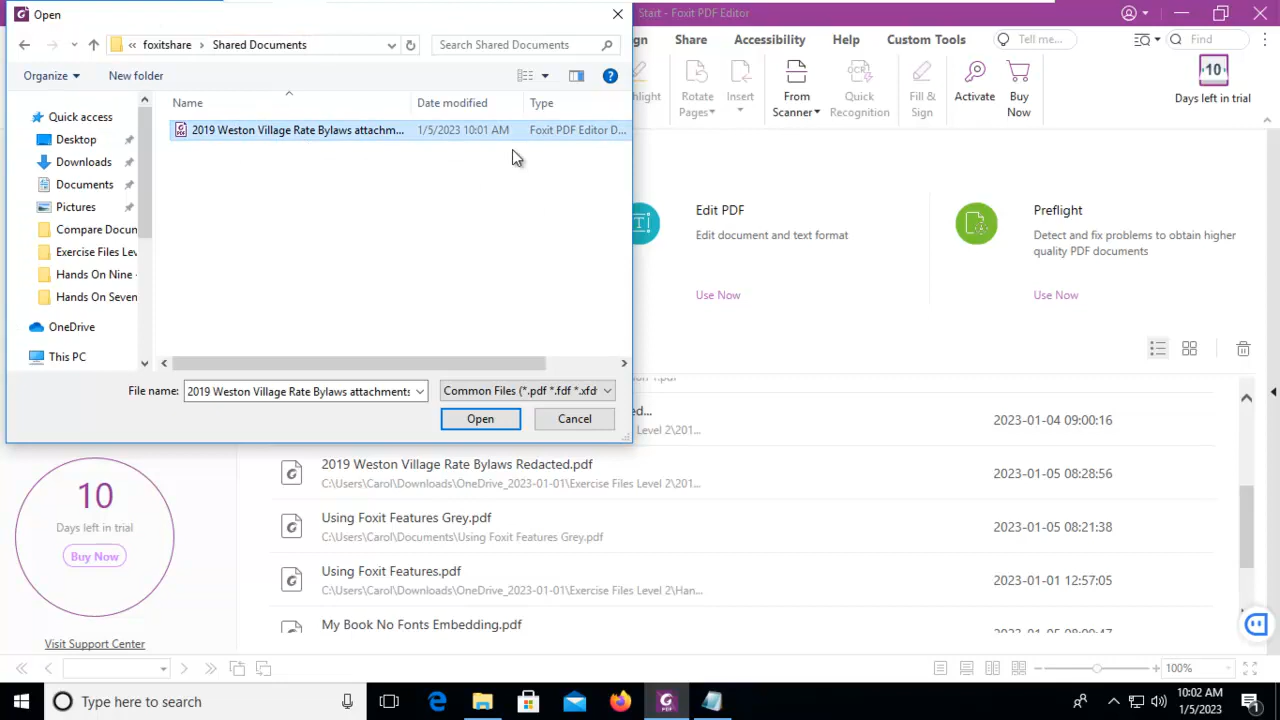 Open
Start - Foxit PDF Editor
foxitshare
Shared Documents
Search Shared Documents
gn
Share
Accessibility
Help
Custom Tools
Tell me...
Find
Organize
New folder
hlight
Rotate
Pages
Insert
From
Scanner
Quick
Recognition
Fill &
Sign
Activate
Buy
Now
10
Days left in trial
Name
Date modified
Type
Quick access
2019 Weston Village Rate Bylaws attachm...
1/5/2023 10:01 AM
Foxit PDF Editor D...
Desktop
Downloads
Documents
Pictures
Compare Docun
Exercise Files Lev
Hands On Nine -
Hands On Seven
OneDrive
This PC
Edit PDF
Edit document and text format
Use Now
Preflight
Detect and fix problems to obtain higher
quality PDF documents
Use Now
File name:
2019 Weston Village Rate Bylaws attachments
Common Files (*.pdf *.fdf *.xfd
Open
Cancel
ed...
Level 2\201...
2023-01-04 09:00:16
2019 Weston Village Rate Bylaws Redacted.pdf
C:\Users\Carol\Downloads\OneDrive_2023-01-01\Exercise Files Level 2\201...
2023-01-05 08:28:56
Using Foxit Features Grey.pdf
C:\Users\Carol\Documents\Using Foxit Features Grey.pdf
2023-01-05 08:21:38
Using Foxit Features.pdf
C:\Users\Carol\Downloads\OneDrive_2023-01-01\Exercise Files Level 2\Han...
2023-01-01 12:57:05
My Book No Fonts Embedding.pdf
10
Days left in trial
Buy Now
Visit Support Center
100%
Type here to search
10:02 AM
1/5/2023
1